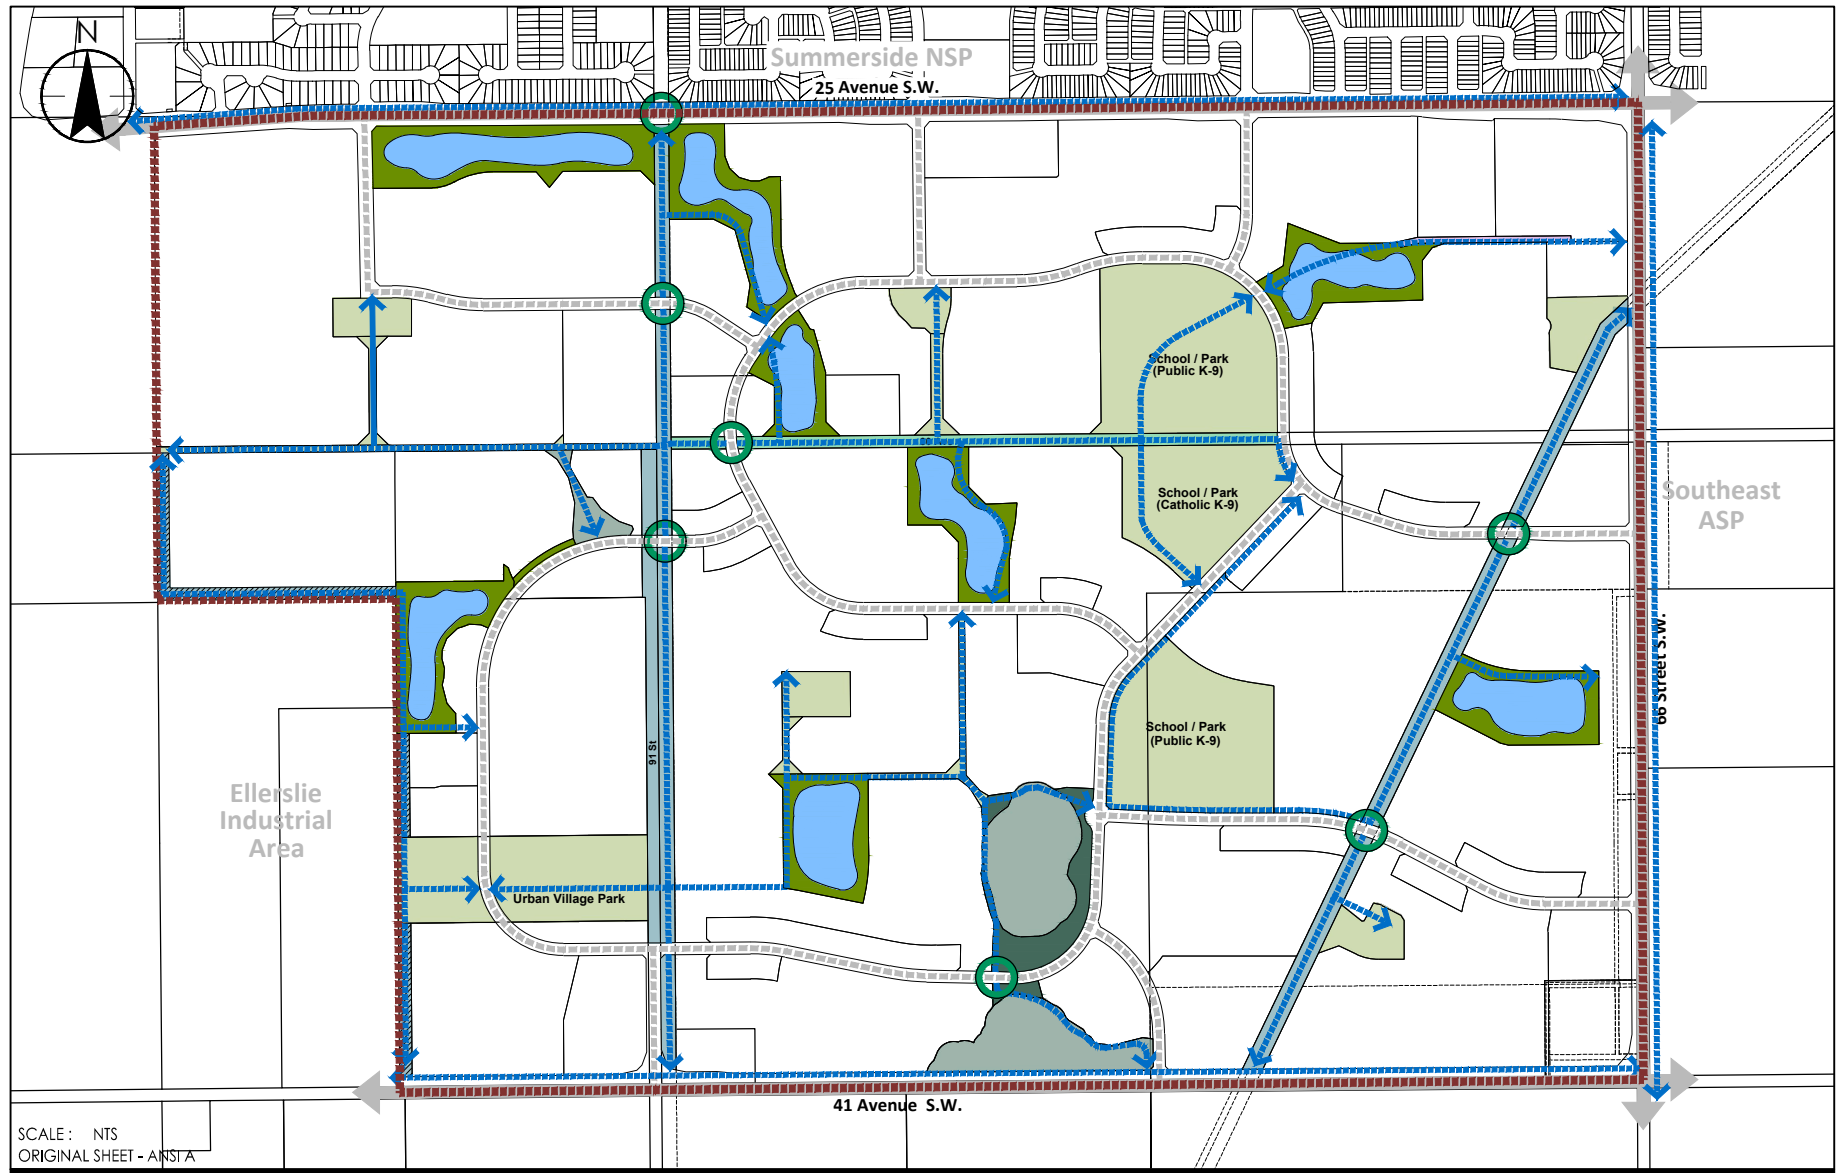 N
Summerside NSP
25 Avenue S.W.
School / Park
(Public K-9)
School / Park
(Catholic K-9)
Southeast
ASP
66 Street S.W.
School / Park
(Public K-9)
91 St
Ellerslie
Industrial
Area
Urban Village Park
41 Avenue S.W.
SCALE : NTS
ORIGINAL SHEET - ANSI A